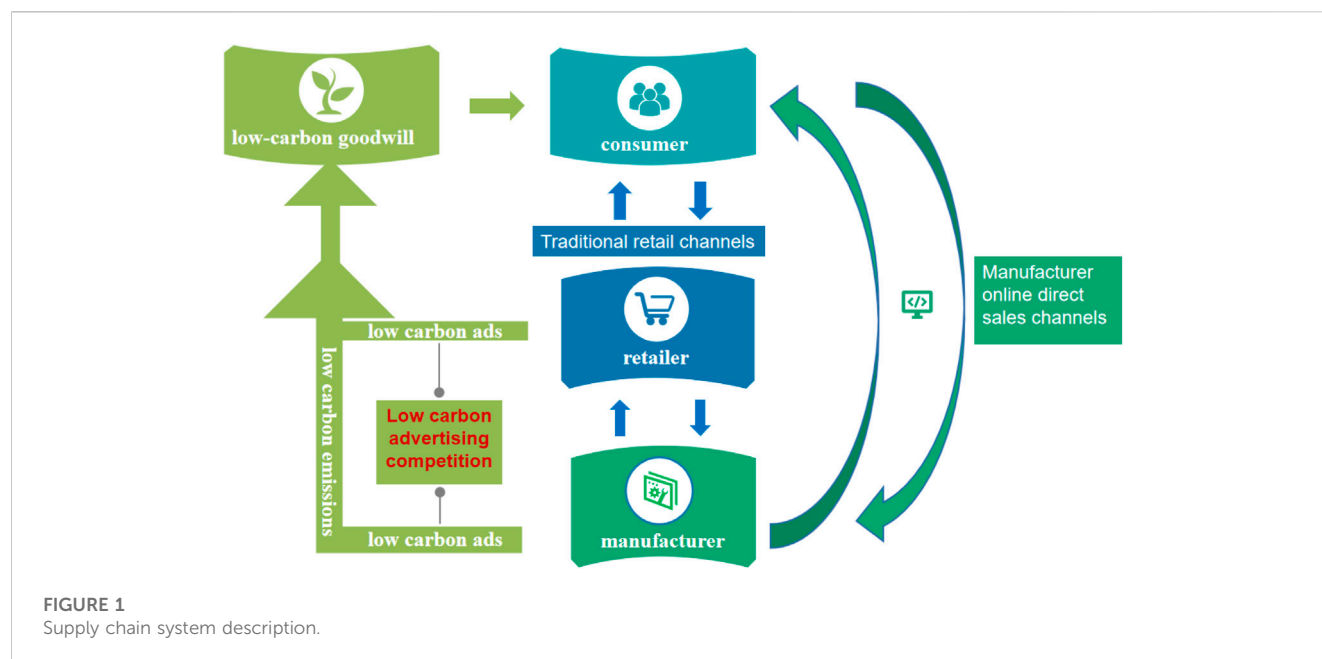 low-carbon goodwill
consumer
Traditional retail channels
Manufacturer
online direct
sales channels
low carbon ads
retailer
low carbon emissions
Low carbon
advertising
competition
low carbon ads
manufacturer
FIGURE 1
Supply chain system description.